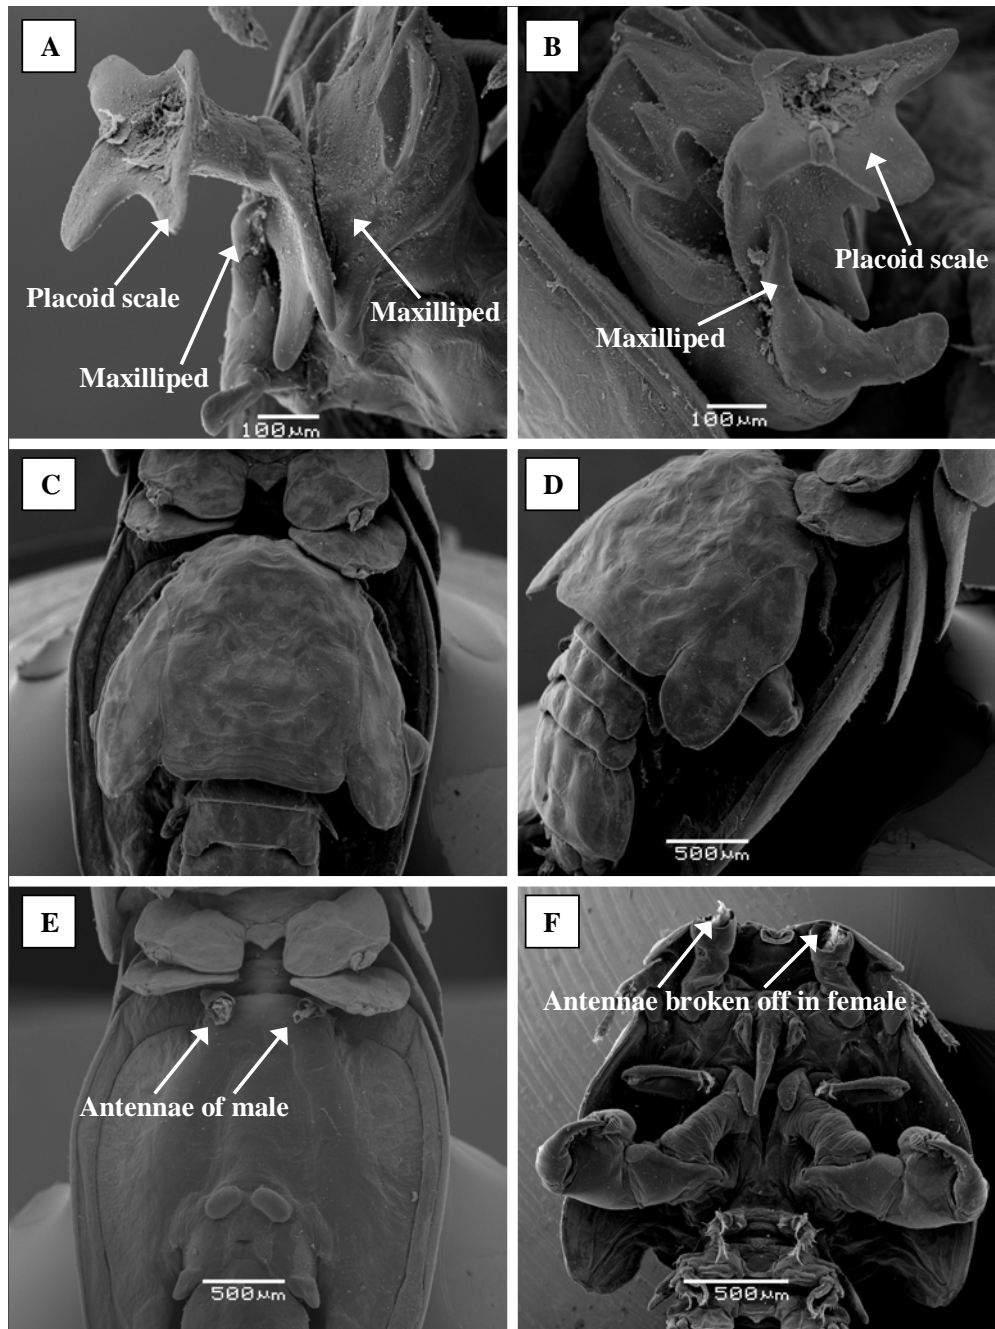 A
Placoid scale
Maxilliped
Maxilliped
100µm
B
Placoid scale
Maxilliped
100µm
C
D
500µm
E
Antennae of male
500µm
F
Antennae broken off in female
500µm